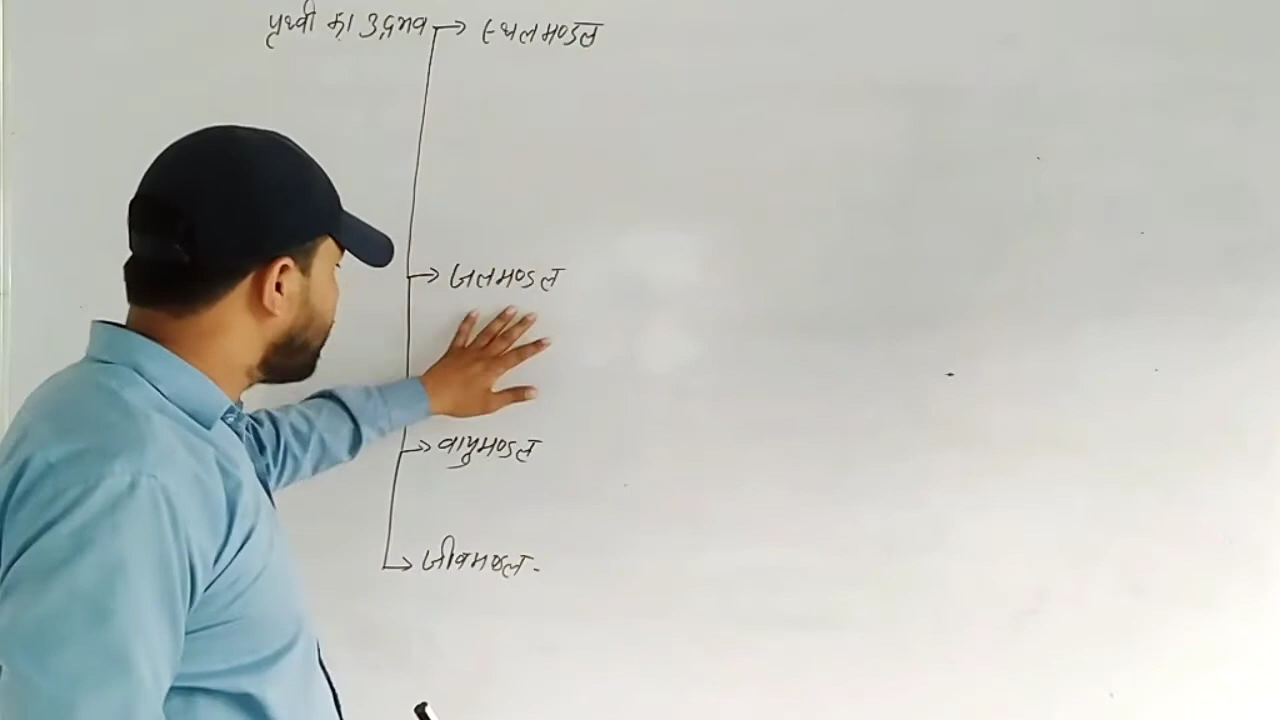 पृथ्वी का उद्भव → स्थलमण्डल
→ जलमण्डल
→ वायुमण्डल
→ जीवमण्डल -